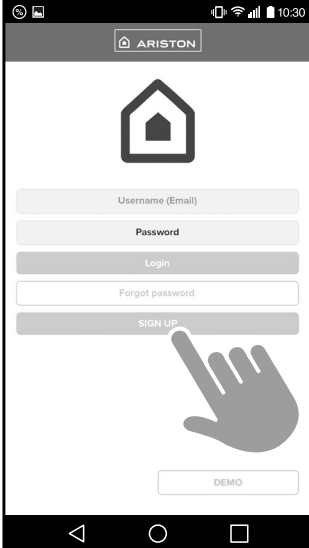 10:30
ARISTON
Username (Email)
Password
Login
Forgot password
SIGN UP
DEMO